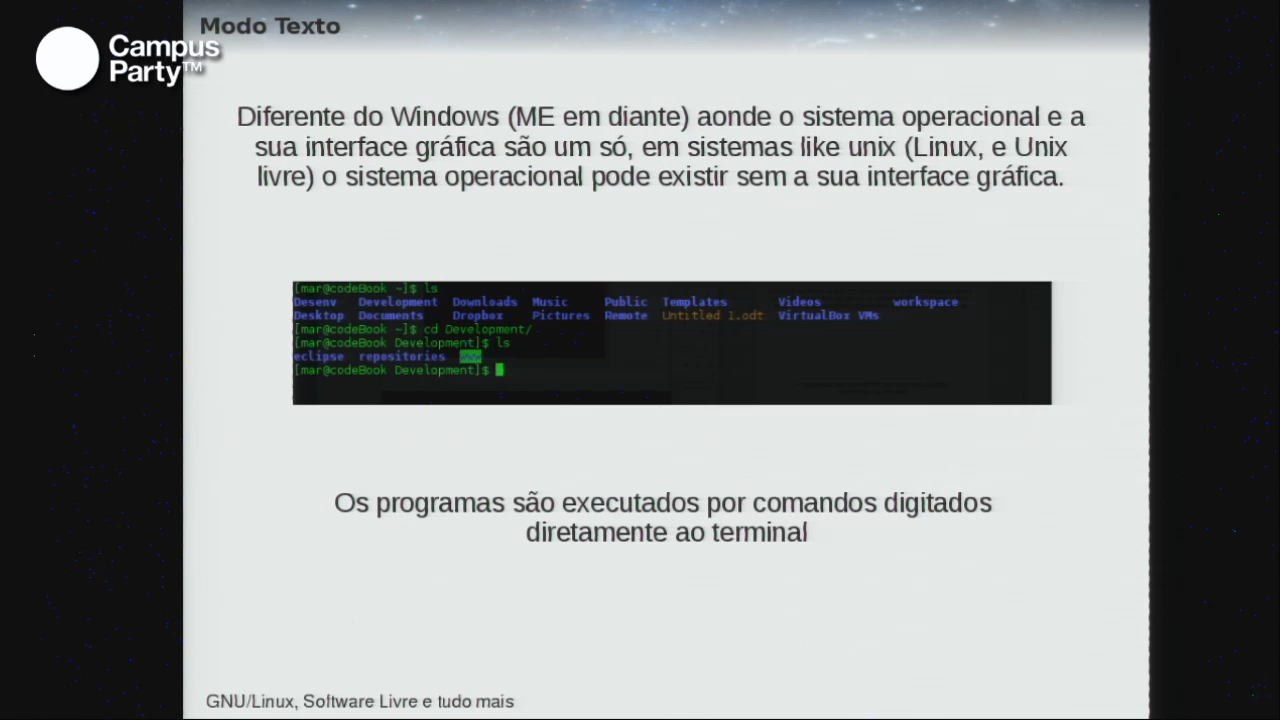 Modo Texto
Campus
Party™
Diferente do Windows (ME em diante) aonde o sistema operacional e a
sua interface gráfica são um só, em sistemas like unix (Linux, e Unix
livre) o sistema operacional pode existir sem a sua interface gráfica.
[mar@codeBook ~]$ ls
Desenv Development Downloads Music Public Templates Videos workspace
Desktop Documents Dropbox Pictures Remote Untitled 1.odt VirtualBox VMs
[mar@codeBook ~]$ cd Development/
[mar@codeBook Development]$ ls
eclipse repositories www
[mar@codeBook Development]$
Os programas são executados por comandos digitados
diretamente ao terminal
GNU/Linux, Software Livre e tudo mais